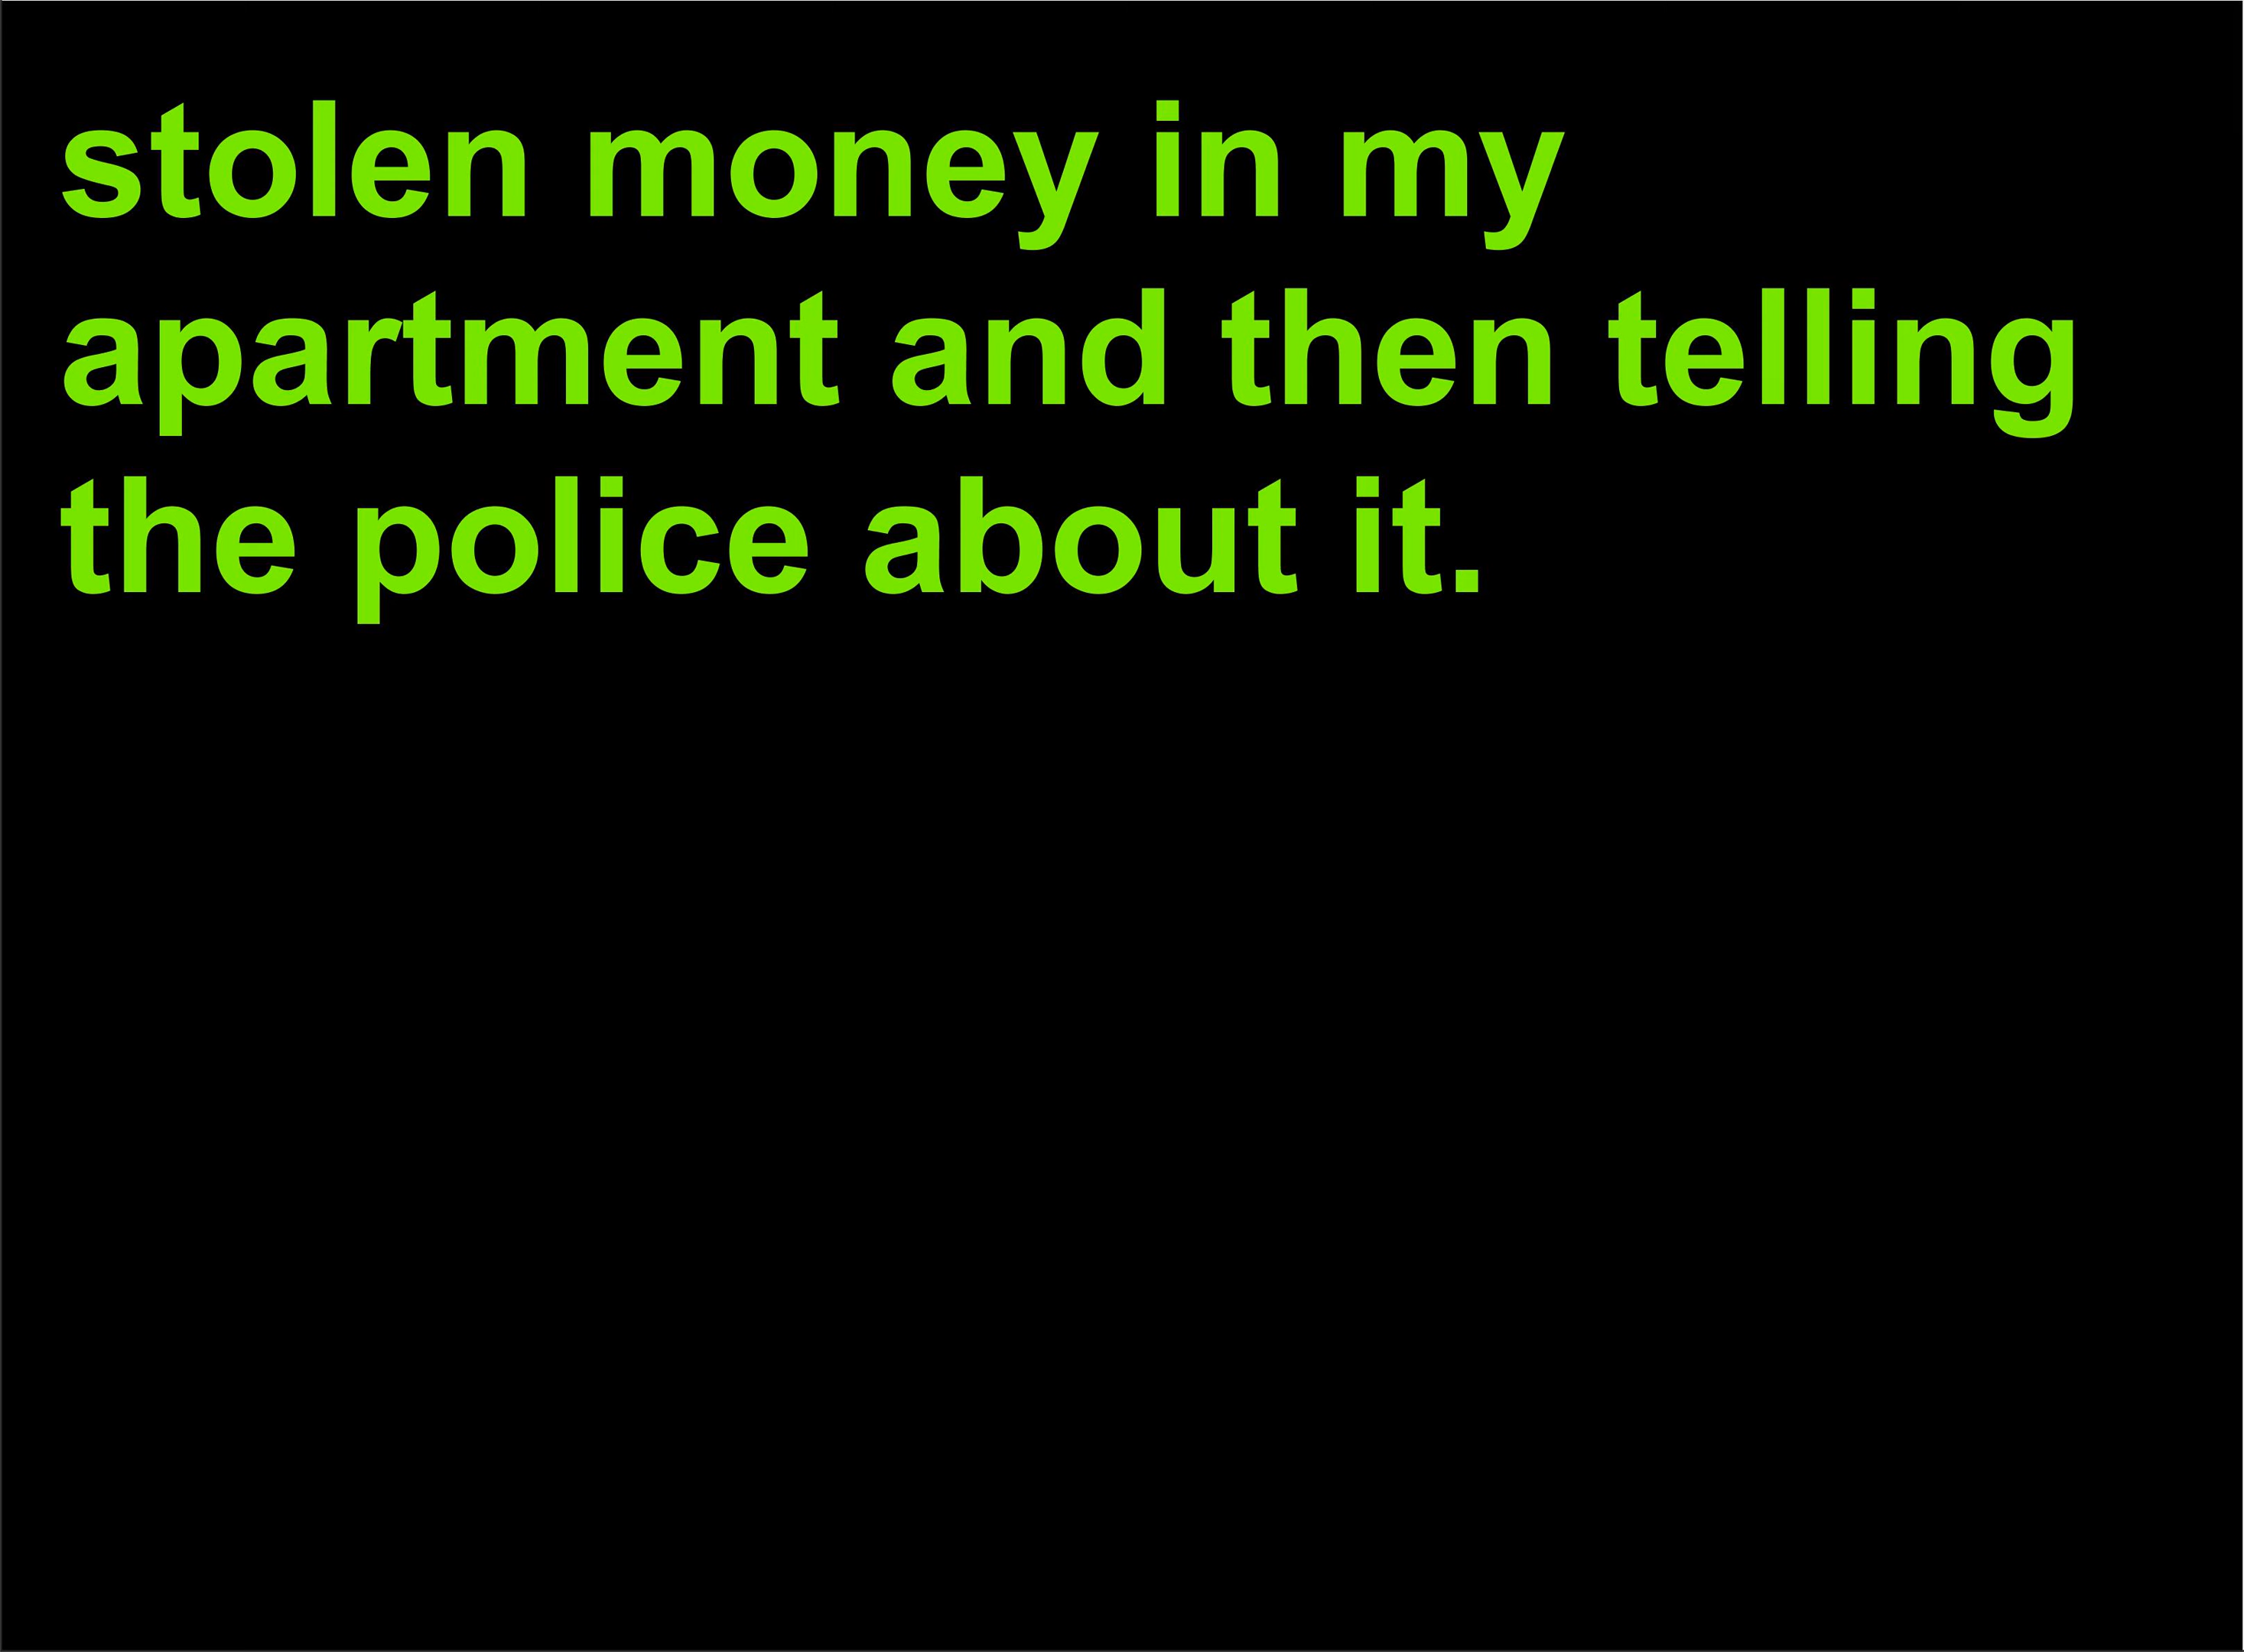 stolen money in my
apartment and then telling
the police about it.